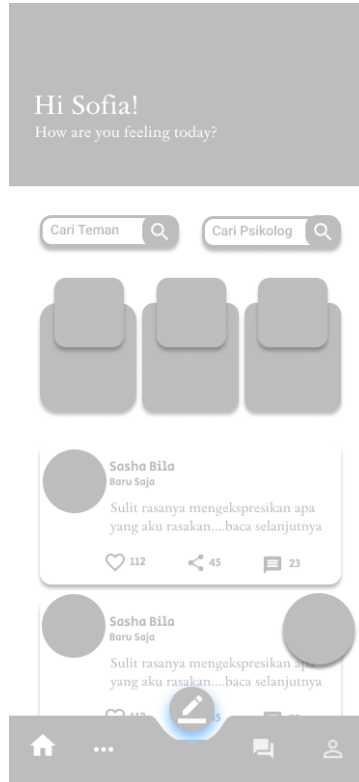 Hi Sofia!
How are you feeling today?
Cari Teman
Cari Psikolog
Sasha Bila
Baru Saja
Sulit rasanya mengekspresikan apa
yang aku rasakan....baca selanjutnya
112
45
23
Sasha Bila
Baru Saja
Sulit rasanya mengekspresikan apa
yang aku rasakan....baca selanjutnya